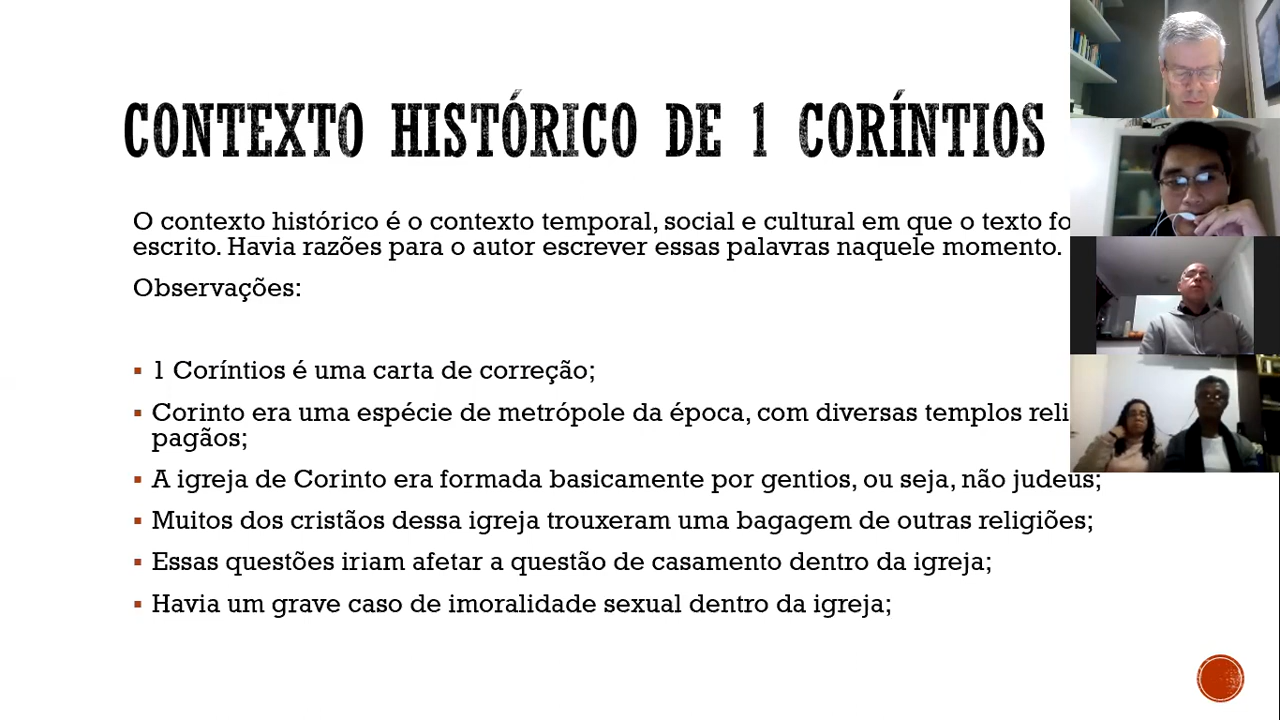 CONTEXTO HISTÓRICO DE 1 CORÍNTIOS
O contexto histórico é o contexto temporal, social e cultural em que o texto
escrito. Havia razões para o autor escrever essas palavras naquele momento.
Observações:
1 Coríntios é uma carta de correção;
Corinto era uma espécie de metrópole da época, com diversas templos
pagãos;
A igreja de Corinto era formada basicamente por gentios, ou seja, não judeus;
Muitos dos cristãos dessa igreja trouxeram uma bagagem de outras religiões;
Essas questões iriam afetar a questão de casamento dentro da igreja;
Havia um grave caso de imoralidade sexual dentro da igreja;